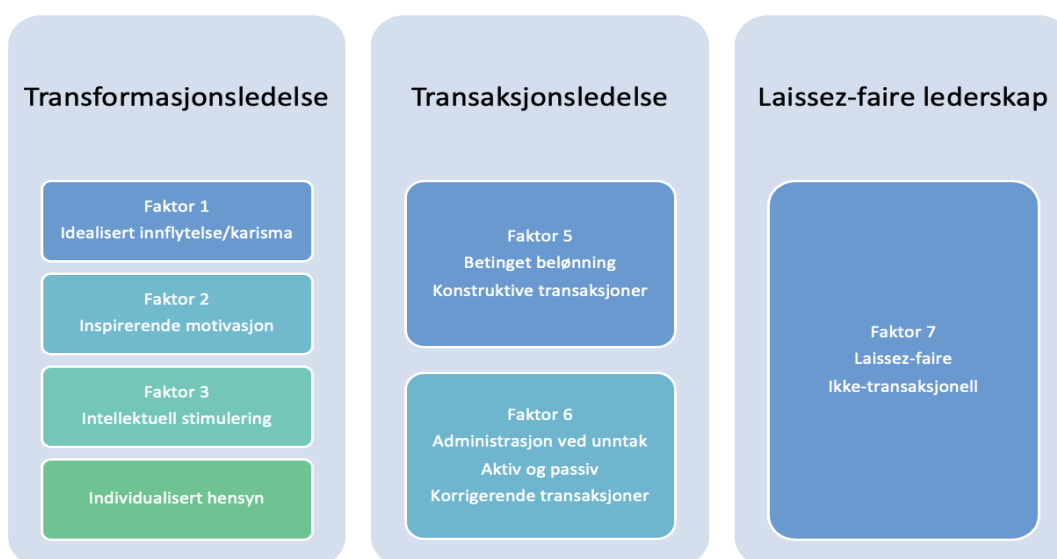 Transformasjonsledelse
Faktor 1
Idealisert innflytelse/karisma
Faktor 2
Inspirerende motivasjon
Faktor 3
Intellektuell stimulering
Individualisert hensyn
Transaksjonsledelse
Faktor 5
Betinget belønning
Konstruktive transaksjoner
Faktor 6
Administrasjon ved unntak
Aktiv og passiv
Korrigerende transaksjoner
Laissez-faire lederskap
Faktor 7
Laissez-faire
Ikke-transaksjonell